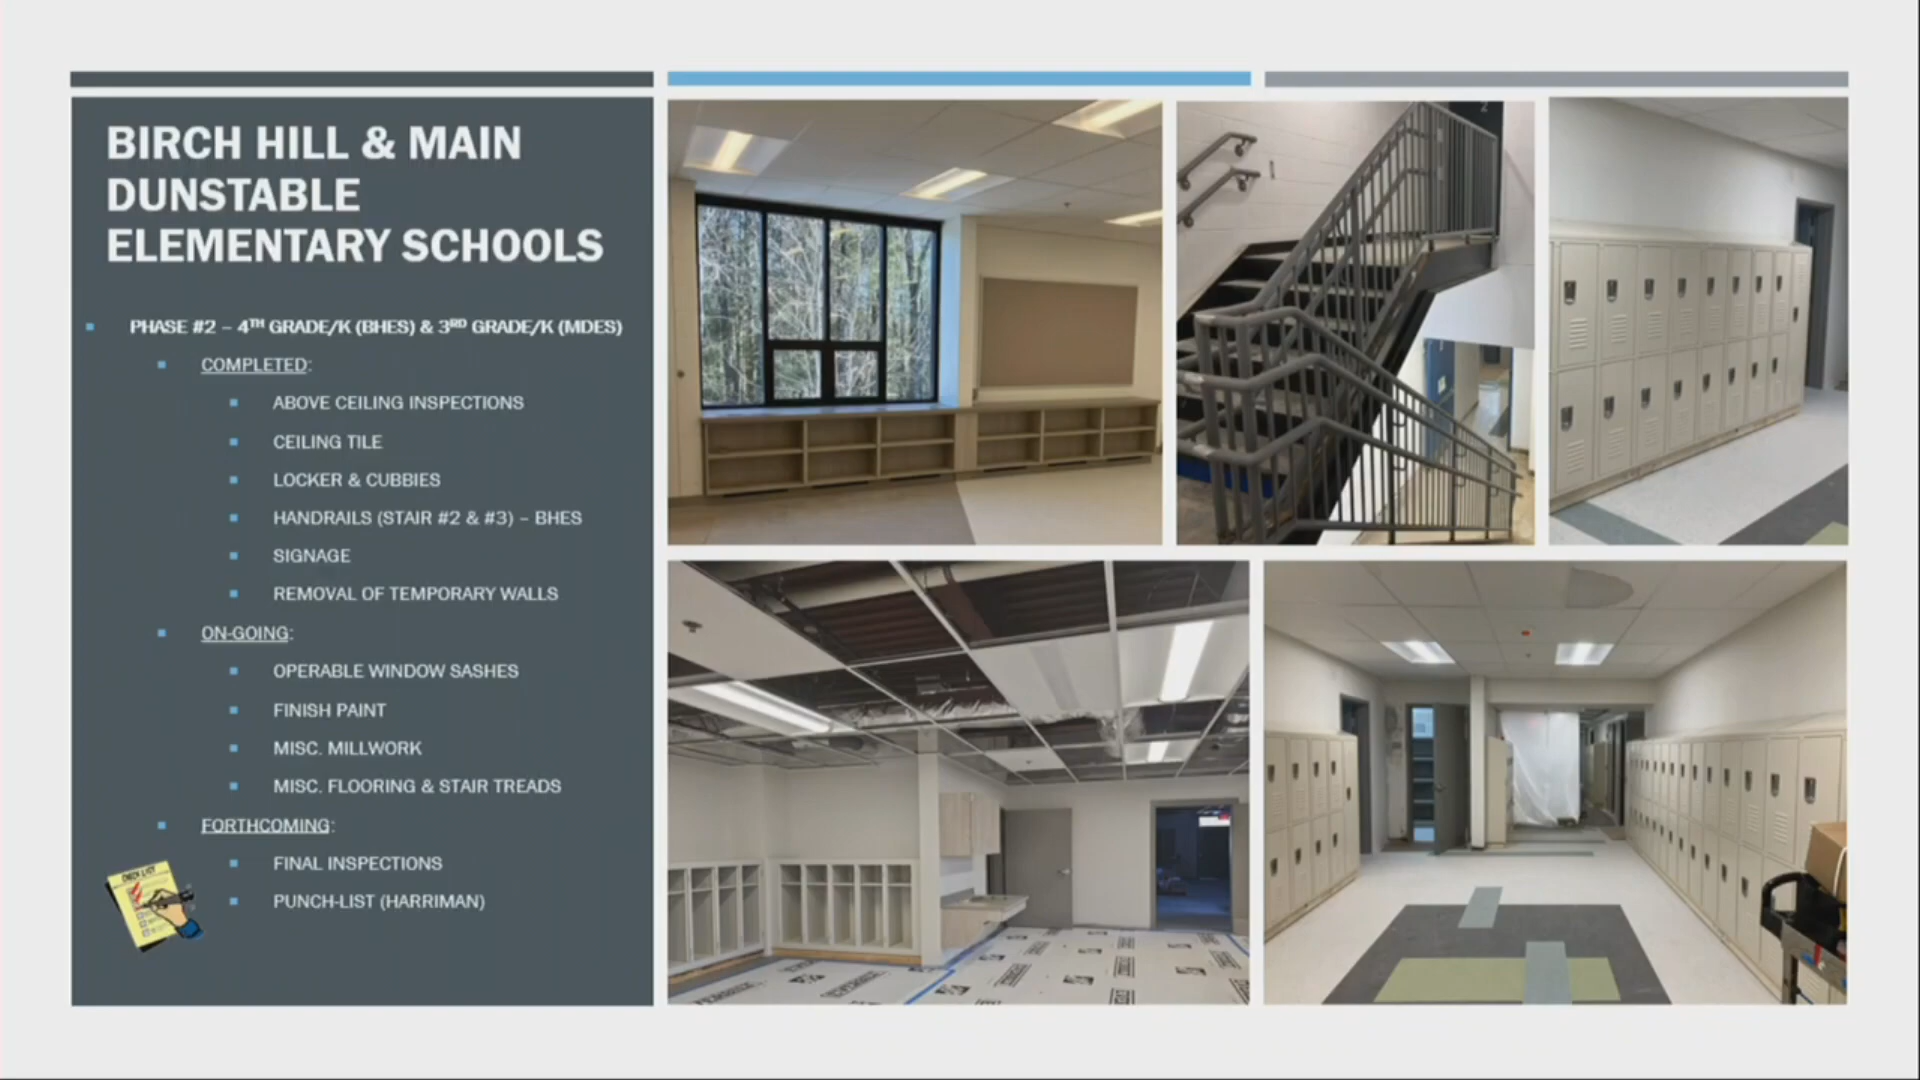 BIRCH HILL & MAIN
DUNSTABLE
ELEMENTARY SCHOOLS
PHASE #2 – 4TH GRADE/K (BHES) & 3RD GRADE/K (MDES)
COMPLETED:
ABOVE CEILING INSPECTIONS
CEILING TILE
LOCKER & CUBBIES
HANDRAILS (STAIR #2 & #3) – BHES
SIGNAGE
REMOVAL OF TEMPORARY WALLS
ON-GOING:
OPERABLE WINDOW SASHES
FINISH PAINT
MISC. MILLWORK
MISC. FLOORING & STAIR TREADS
FORTHCOMING:
FINAL INSPECTIONS
PUNCH-LIST (HARRIMAN)
CHECKLIST